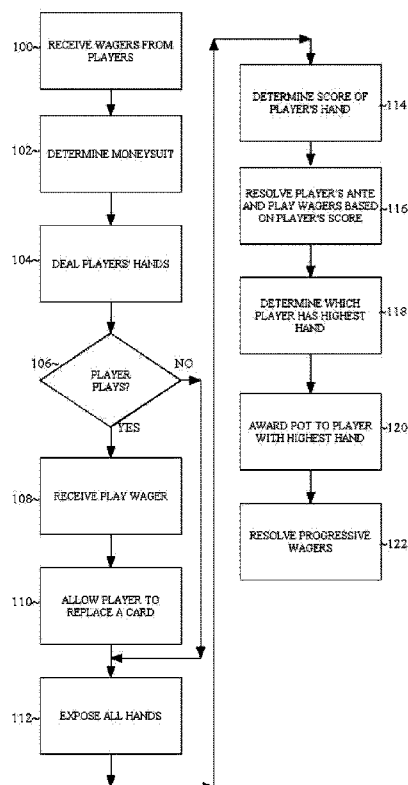 100~
RECEIVE WAGERS FROM
PLAYERS
102~
DETERMINE MONEYSUIT
104~
DEAL PLAYERS' HANDS
106~
PLAYER
PLAYS?
NO
YES
108~
RECEIVE PLAY WAGER
110~
ALLOW PLAYER TO
REPLACE A CARD
112~
EXPOSE ALL HANDS
DETERMINE SCORE OF
PLAYER'S HAND
~114
RESOLVE PLAYER'S ANTE
AND PLAY WAGERS BASED
ON PLAYER'S SCORE
~116
DETERMINE WHICH
PLAYER HAS HIGHEST
HAND
~118
AWARD POT TO PLAYER
WITH HIGHEST HAND
~120
RESOLVE PROGRESSIVE
WAGERS
~122